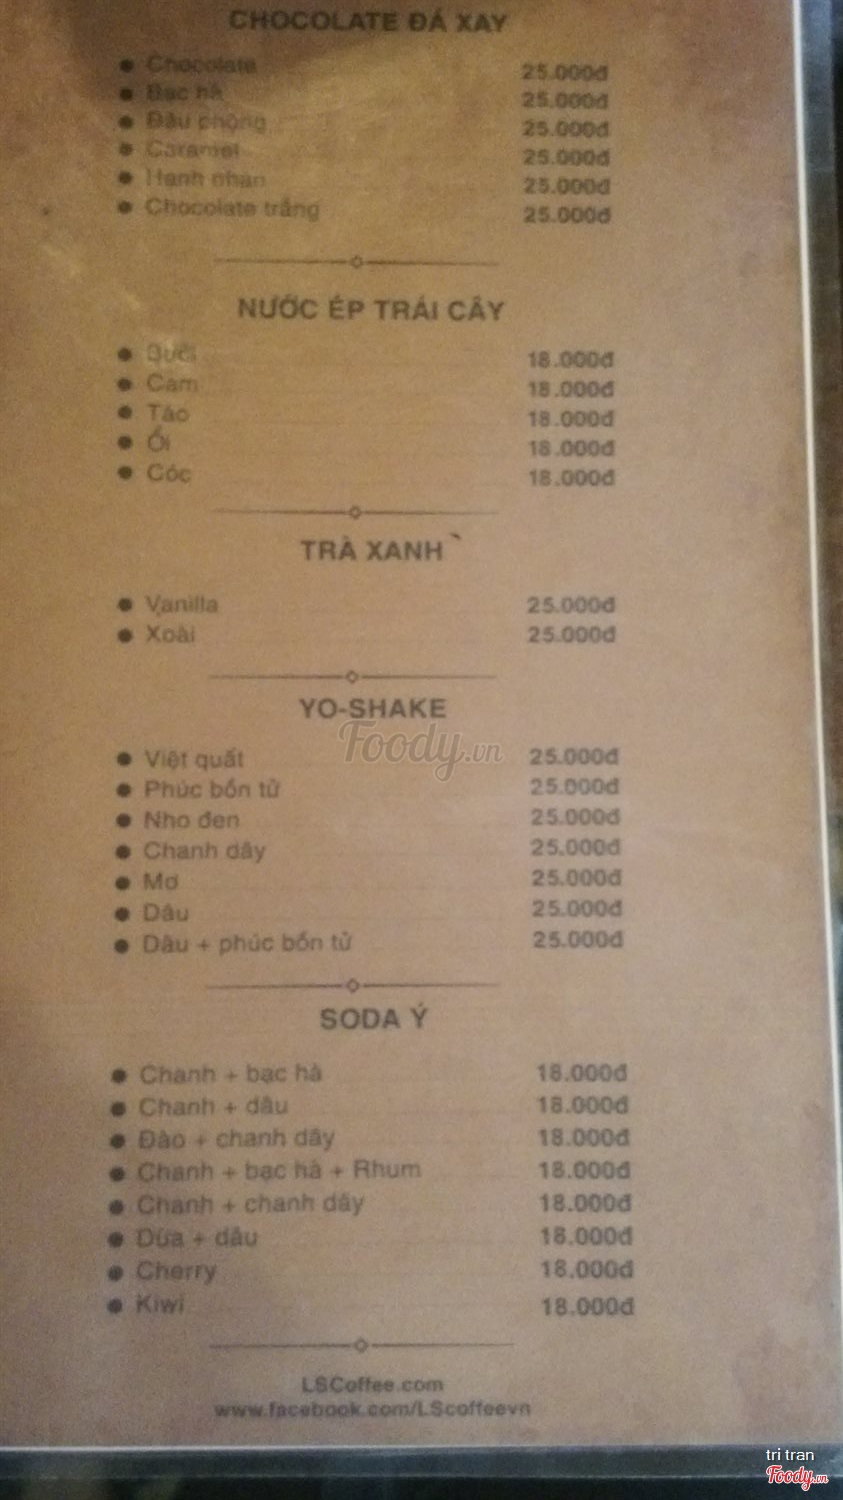 CHOCOLATE ĐÁ XAY
Chocolate 25.000đ
Bạc hà 25.000đ
Đậu phộng 25.000đ
Caramel 25.000đ
Hạnh nhân 25.000đ
Chocolate trắng 25.000đ
NƯỚC ÉP TRÁI CÂY
Bưởi 18.000đ
Cam 18.000đ
Táo 18.000đ
Ổi 18.000đ
Cóc 18.000đ
TRÀ XANH
Vanilla 25.000đ
Xoài 25.000đ
YO-SHAKE
Foody.vn
Việt quất 25.000đ
Phúc bồn tử 25.000đ
Nho đen 25.000đ
Chanh dây 25.000đ
Mơ 25.000đ
Dâu 25.000đ
Dâu + phúc bồn tử 25.000đ
SODA Ý
Chanh + bạc hà 18.000đ
Chanh + dâu 18.000đ
Đào + chanh dây 18.000đ
Chanh + bạc hà + Rhum 18.000đ
Chanh + chanh dây 18.000đ
Dừa + dâu 18.000đ
Cherry 18.000đ
Kiwi 18.000đ
LSCoffee.com
www.facebook.com/LScoffeevn
tri tran
Foody.vn